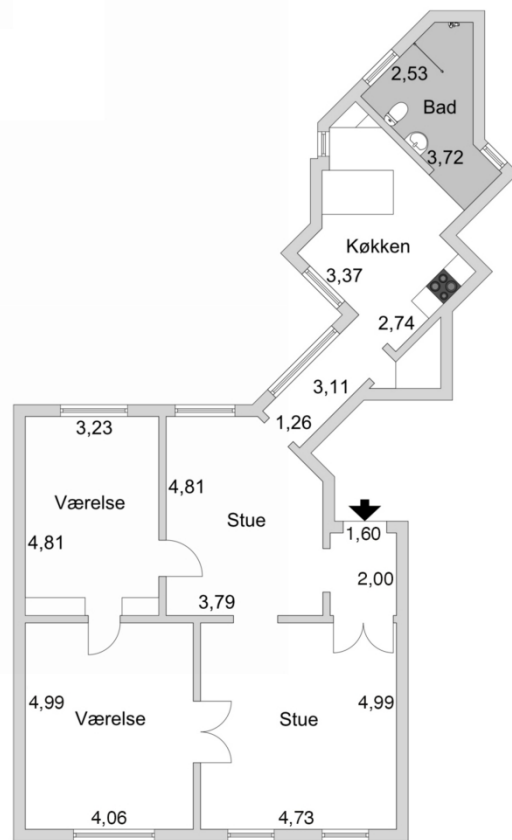 2,53
Bad
3,72
Køkken
3,37
2,74
3,11
1,26
3,23
4,81
Værelse
Stue
4,81
1,60
2,00
3,79
4,99
4,99
Værelse
Stue
4,06
4,73